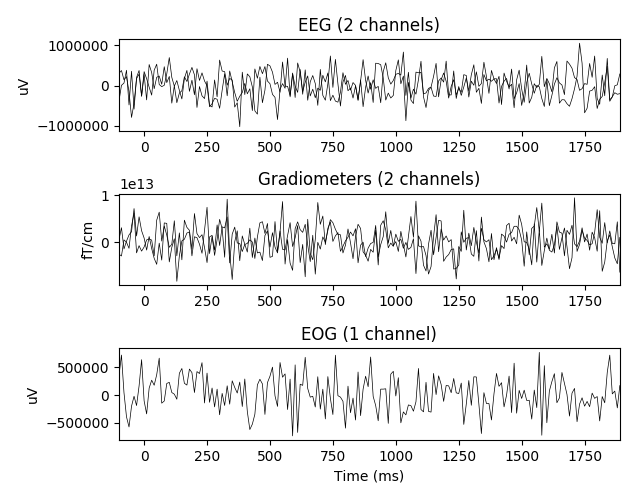 EEG (2 channels)
1000000
0
−1000000
uV
0 250 500 750 1000 1250 1500 1750
Gradiometers (2 channels)
1e13
1
0
fT/cm
0 250 500 750 1000 1250 1500 1750
EOG (1 channel)
500000
0
−500000
uV
0 250 500 750 1000 1250 1500 1750
Time (ms)